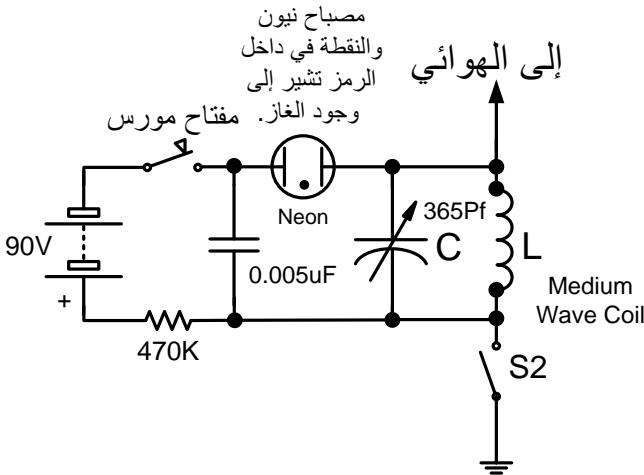 مصباح نيون
والنقطة في داخل
الرمز تشير إلى
وجود الغاز.
إلى الهوائي
مفتاح مورس
Neon
365Pf
90V
0.005uF
C
L
Medium
Wave Coil
+
470K
S2